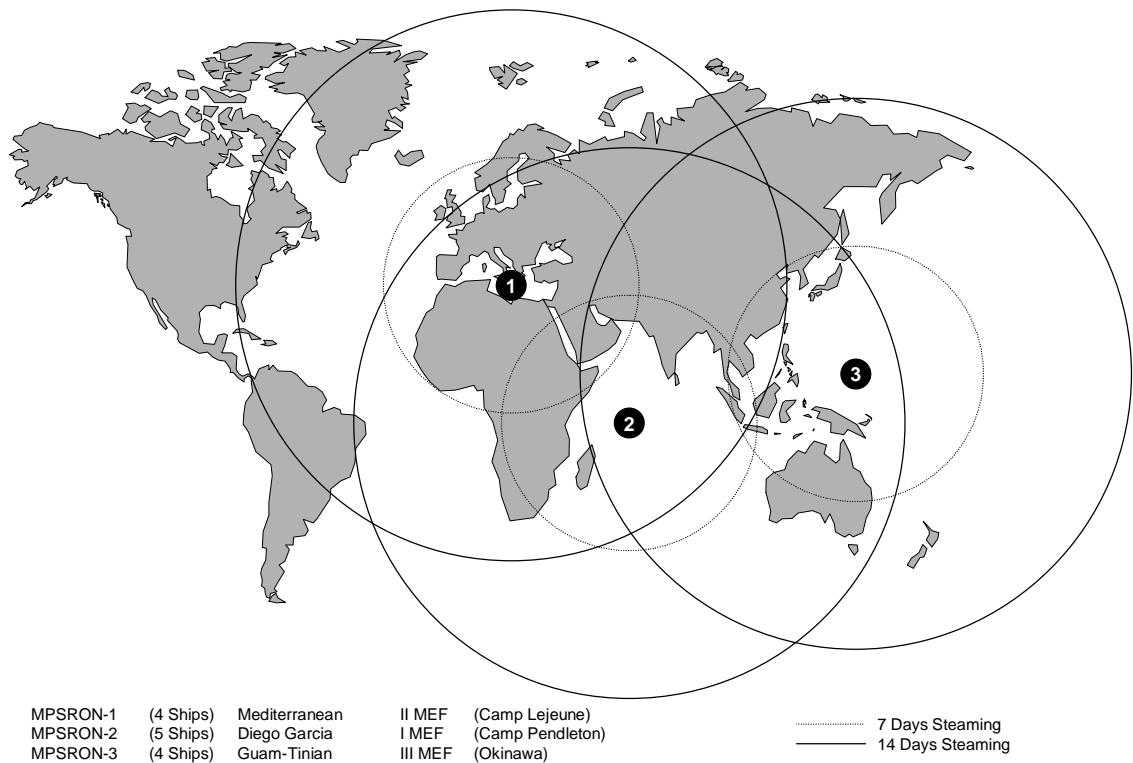 1
2
3
MPSRON-1 (4 Ships) Mediterranean II MEF (Camp Lejeune)
MPSRON-2 (5 Ships) Diego Garcia I MEF (Camp Pendleton)
MPSRON-3 (4 Ships) Guam-Tinian III MEF (Okinawa)
7 Days Steaming
14 Days Steaming